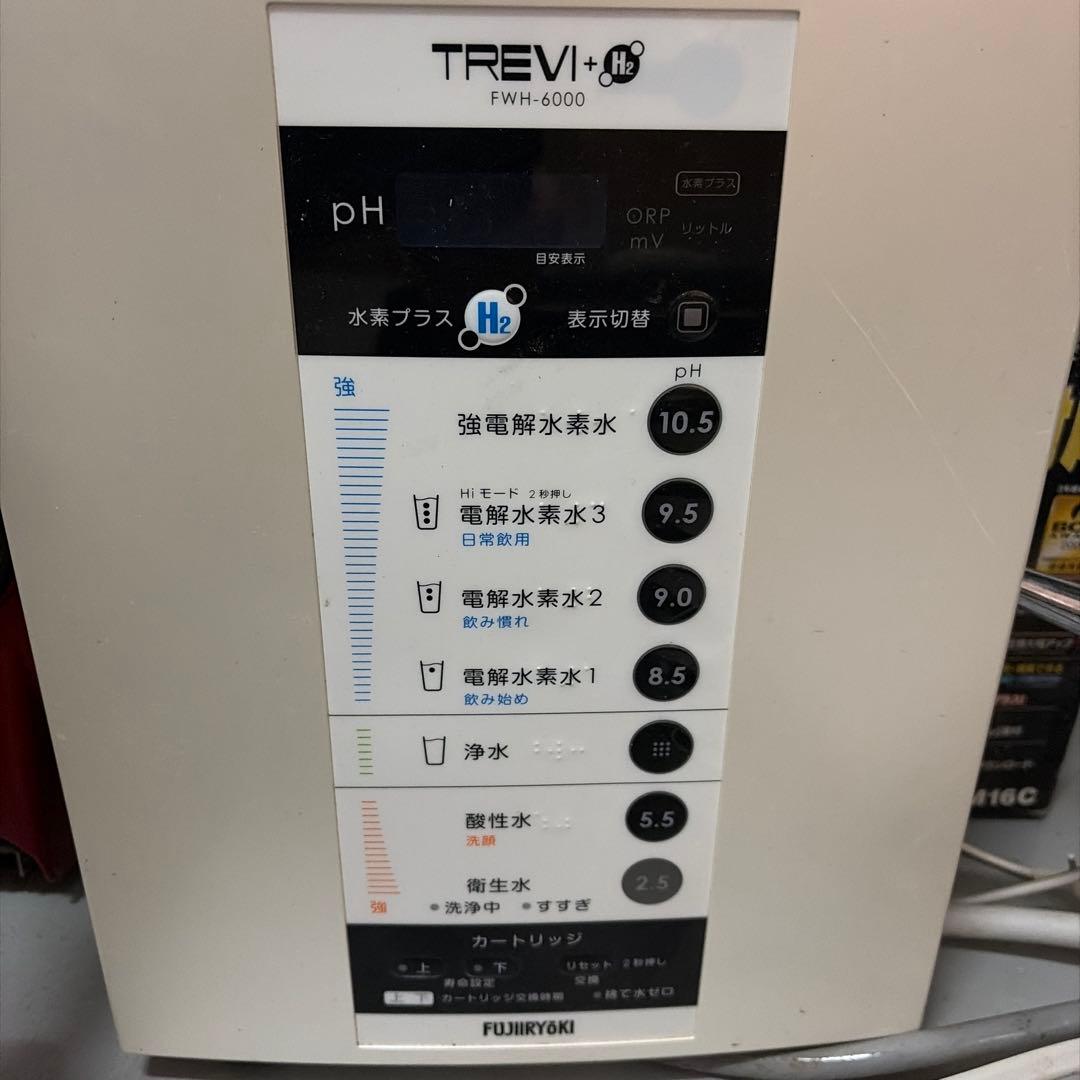 TREVI+H2
FWH-6000
水素プラス
pH
ORP
mV
リットル
目安表示
水素プラス H2 表示切替
pH
強
強電解水素水 10.5
Hiモード 2秒押し
電解水素水3 9.5
日常飲用
電解水素水2 9.0
飲み慣れ
電解水素水1 8.5
飲み始め
浄水
酸性水 5.5
洗顔
衛生水 2.5
強
洗浄中 すすぎ
カートリッジ
上 下 リセット 2秒押し
寿命設定 交換
上 下 カートリッジ交換時期 捨て水ゼロ
FUJIIRYōKI
M16C